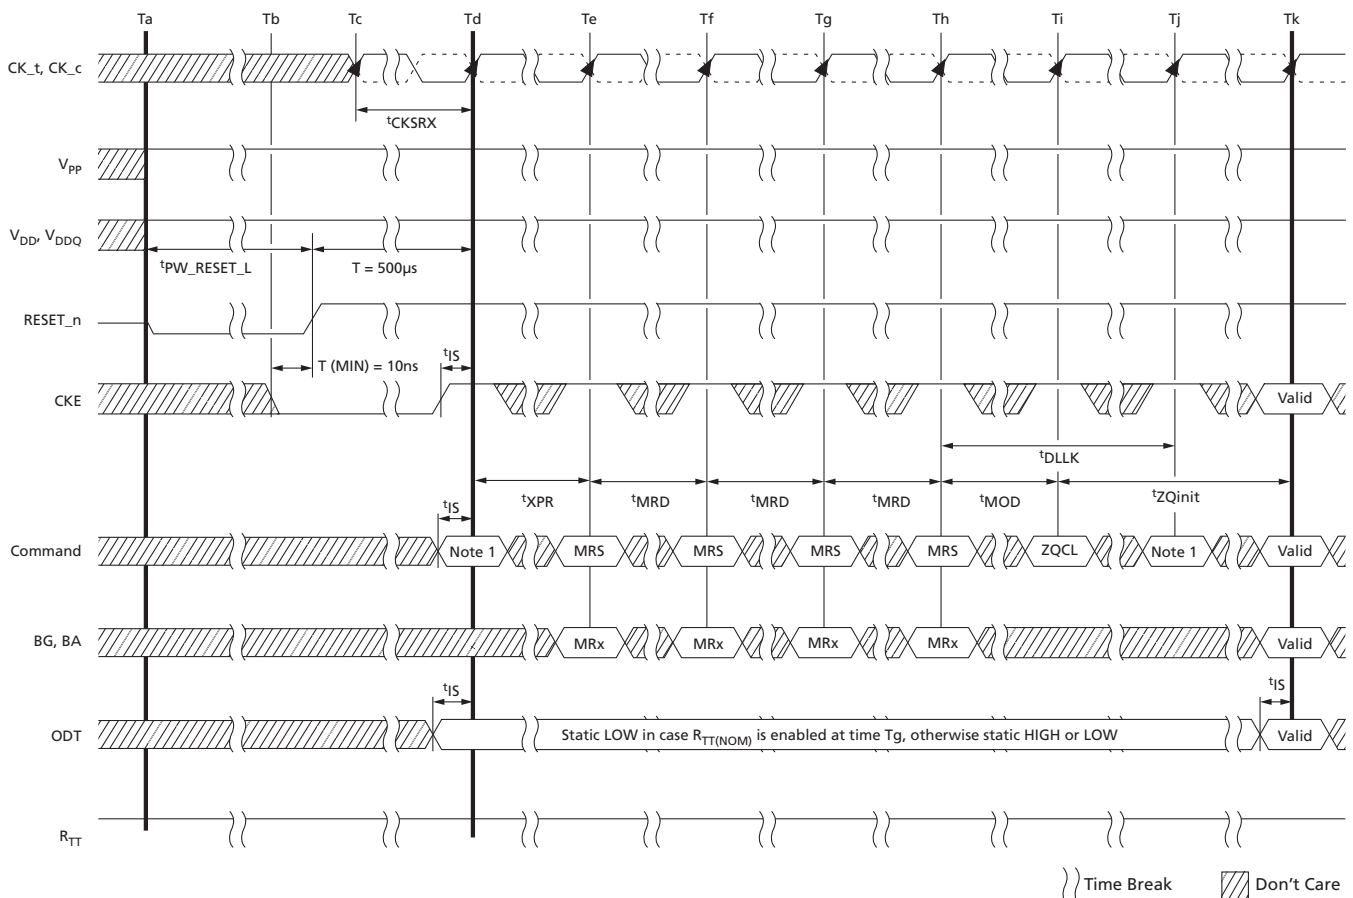 Ta Tb Tc Td Te Tf Tg Th Ti Tj Tk
CK_t, CK_c
tCKSRX
VPP
VDD, VDDQ
tPW_RESET_L T = 500μs
RESET_n
T (MIN) = 10ns tIS
CKE Valid
tDLLK
tXPR tMRD tMRD tMRD tMOD tZQinit
tIS
Command Note 1 MRS MRS MRS MRS ZQCL Note 1 Valid
BG, BA MRx MRx MRx MRx Valid
tIS tIS
ODT Static LOW in case RTT(NOM) is enabled at time Tg, otherwise static HIGH or LOW Valid
RTT
Time Break Don't Care